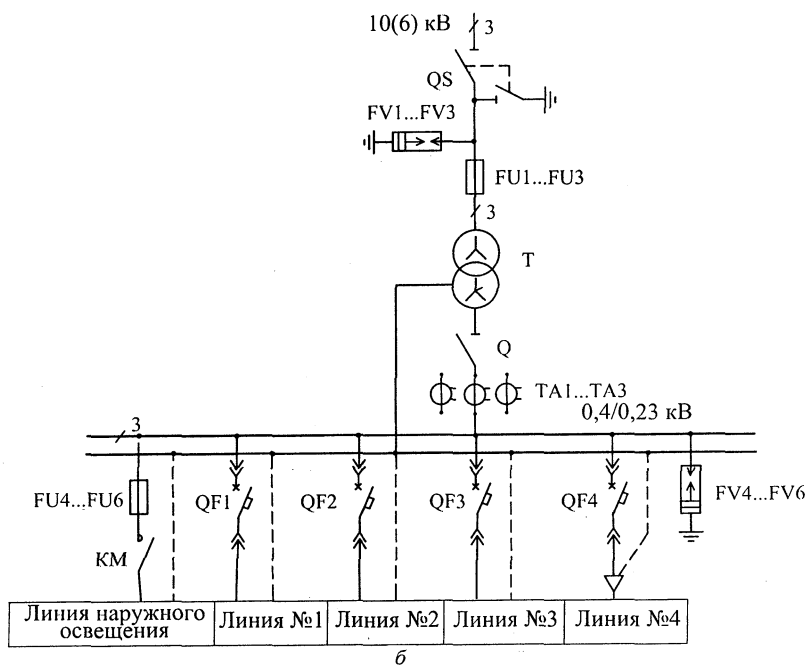 10(6) кВ
3
QS
FV1...FV3
FU1...FU3
3
T
Q
TA1...TA3
0,4/0,23 кВ
3
FU4...FU6
QF1
QF2
QF3
QF4
FV4...FV6
KM
Линия наружного
освещения
Линия №1
Линия №2
Линия №3
Линия №4
б